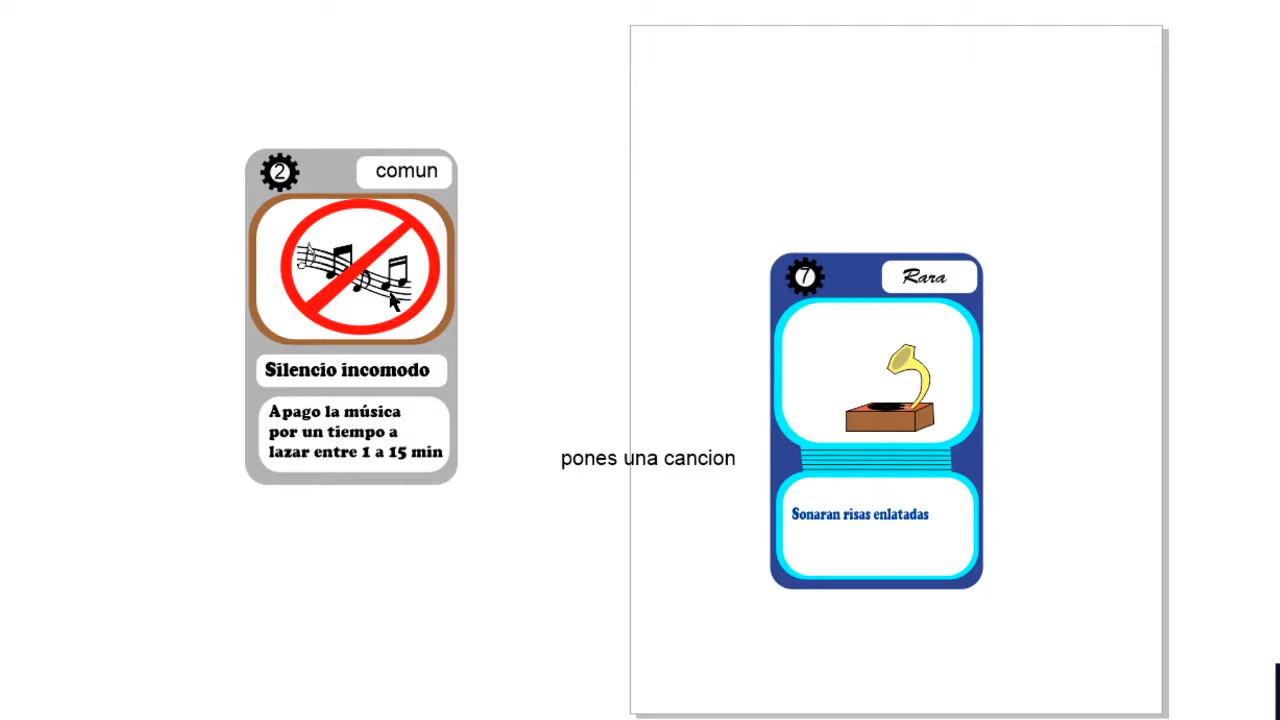 2
comun
Silencio incomodo
Apago la música
por un tiempo a
lazar entre 1 a 15 min
pones una cancion
7
Rara
Sonaran risas enlatadas